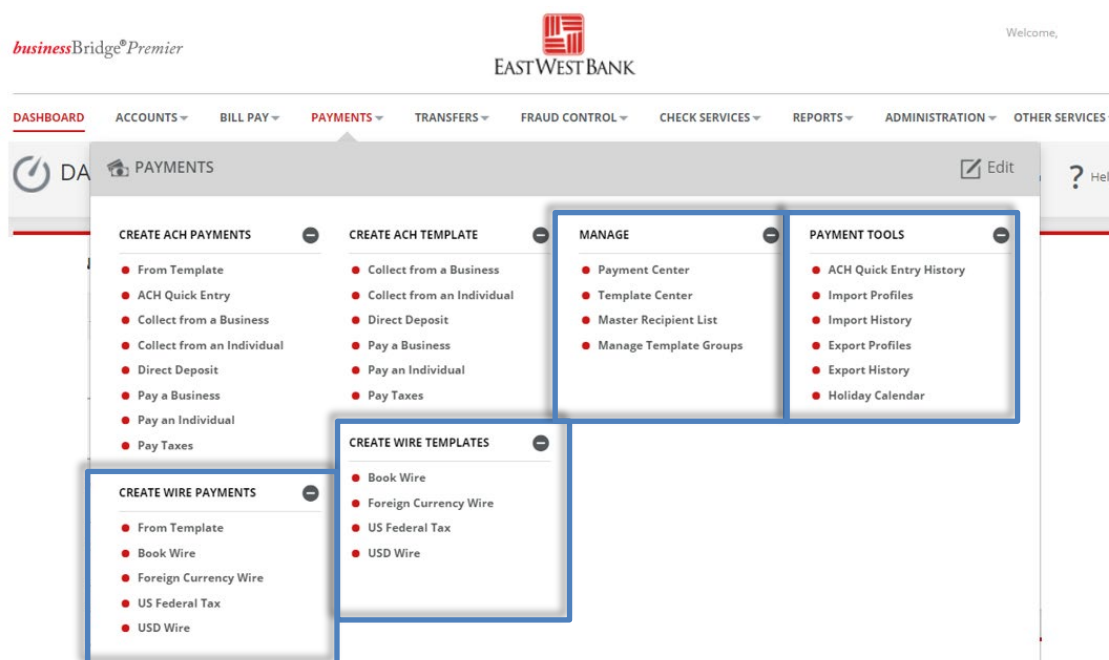 businessBridge®Premier
EAST WEST BANK
Welcome,
DASHBOARD ACCOUNTS BILL PAY PAYMENTS TRANSFERS FRAUD CONTROL CHECK SERVICES REPORTS ADMINISTRATION OTHER SERVICES
DA
PAYMENTS
Edit
?
CREATE ACH PAYMENTS
From Template
ACH Quick Entry
Collect from a Business
Collect from an Individual
Direct Deposit
Pay a Business
Pay an Individual
Pay Taxes
CREATE WIRE PAYMENTS
From Template
Book Wire
Foreign Currency Wire
US Federal Tax
USD Wire
CREATE ACH TEMPLATE
Collect from a Business
Collect from an Individual
Direct Deposit
Pay a Business
Pay an Individual
Pay Taxes
CREATE WIRE TEMPLATES
Book Wire
Foreign Currency Wire
US Federal Tax
USD Wire
MANAGE
Payment Center
Template Center
Master Recipient List
Manage Template Groups
PAYMENT TOOLS
ACH Quick Entry History
Import Profiles
Import History
Export Profiles
Export History
Holiday Calendar